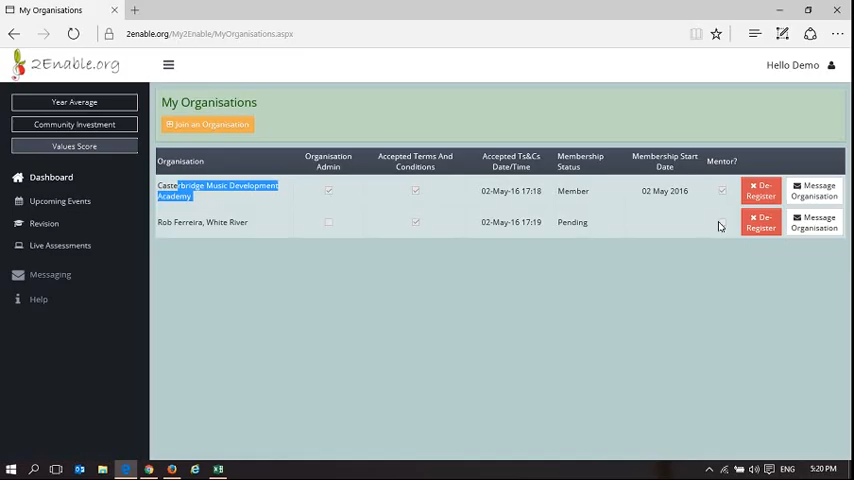 My Organisations
2enable.org/My2Enable/MyOrganisations.aspx
2Enable.org
Hello Demo
Year Average
Community Investment
Values Score
Dashboard
Upcoming Events
Revision
Live Assessments
Messaging
Help
My Organisations
Join an Organisation
Organisation
Organisation
Admin
Accepted Terms And
Conditions
Accepted Ts&Cs
Date/Time
Membership
Status
Membership Start
Date
Mentor?
Casterbridge Music Development
Academy
02-May-16 17:18
Member
02 May 2016
De-
Register
Message
Organisation
Rob Ferreira, White River
02-May-16 17:19
Pending
De-
Register
Message
Organisation
ENG
5:20 PM